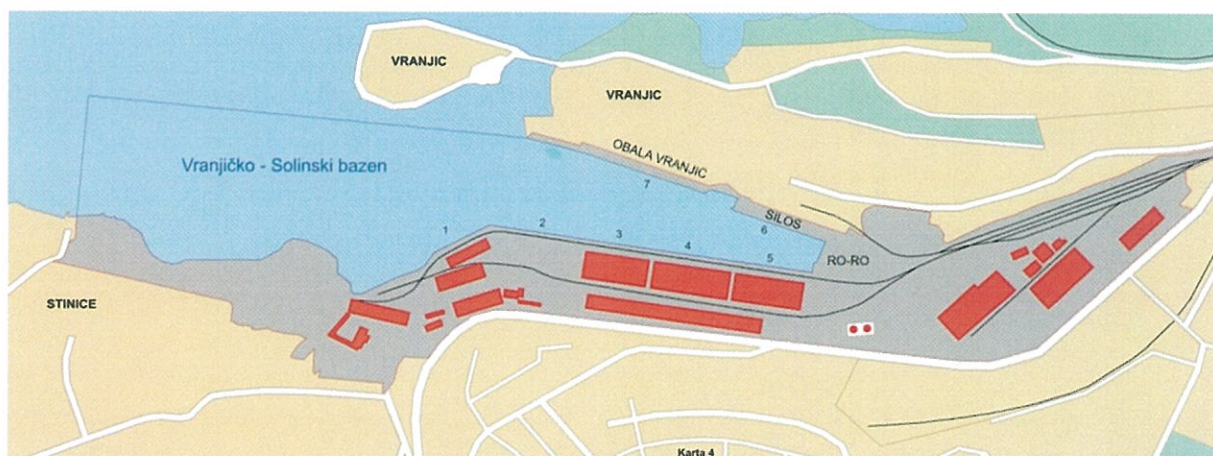 VRANJIC
VRANJIC
OBALA VRANJIC
Vranjičko - Solinski bazen
7
SILOS
6
1
2
3
4
5
RO-RO
STINICE
Karta 4